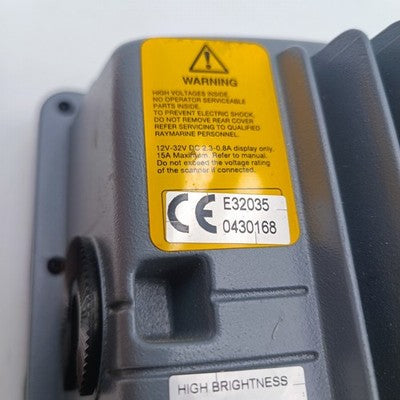 WARNING
HIGH VOLTAGES INSIDE.
NO OPERATOR SERVICEABLE
PARTS INSIDE.
TO PREVENT ELECTRIC SHOCK,
DO NOT REMOVE REAR COVER.
REFER SERVICING TO QUALIFIED
RAYMARINE PERSONNEL.
12V-32V DC 2.3-0.8A display only.
15A Maximum. Refer to manual.
Do not exceed the voltage rating
of the scanner if connected.
CE E32035
0430168
HIGH BRIGHTNESS